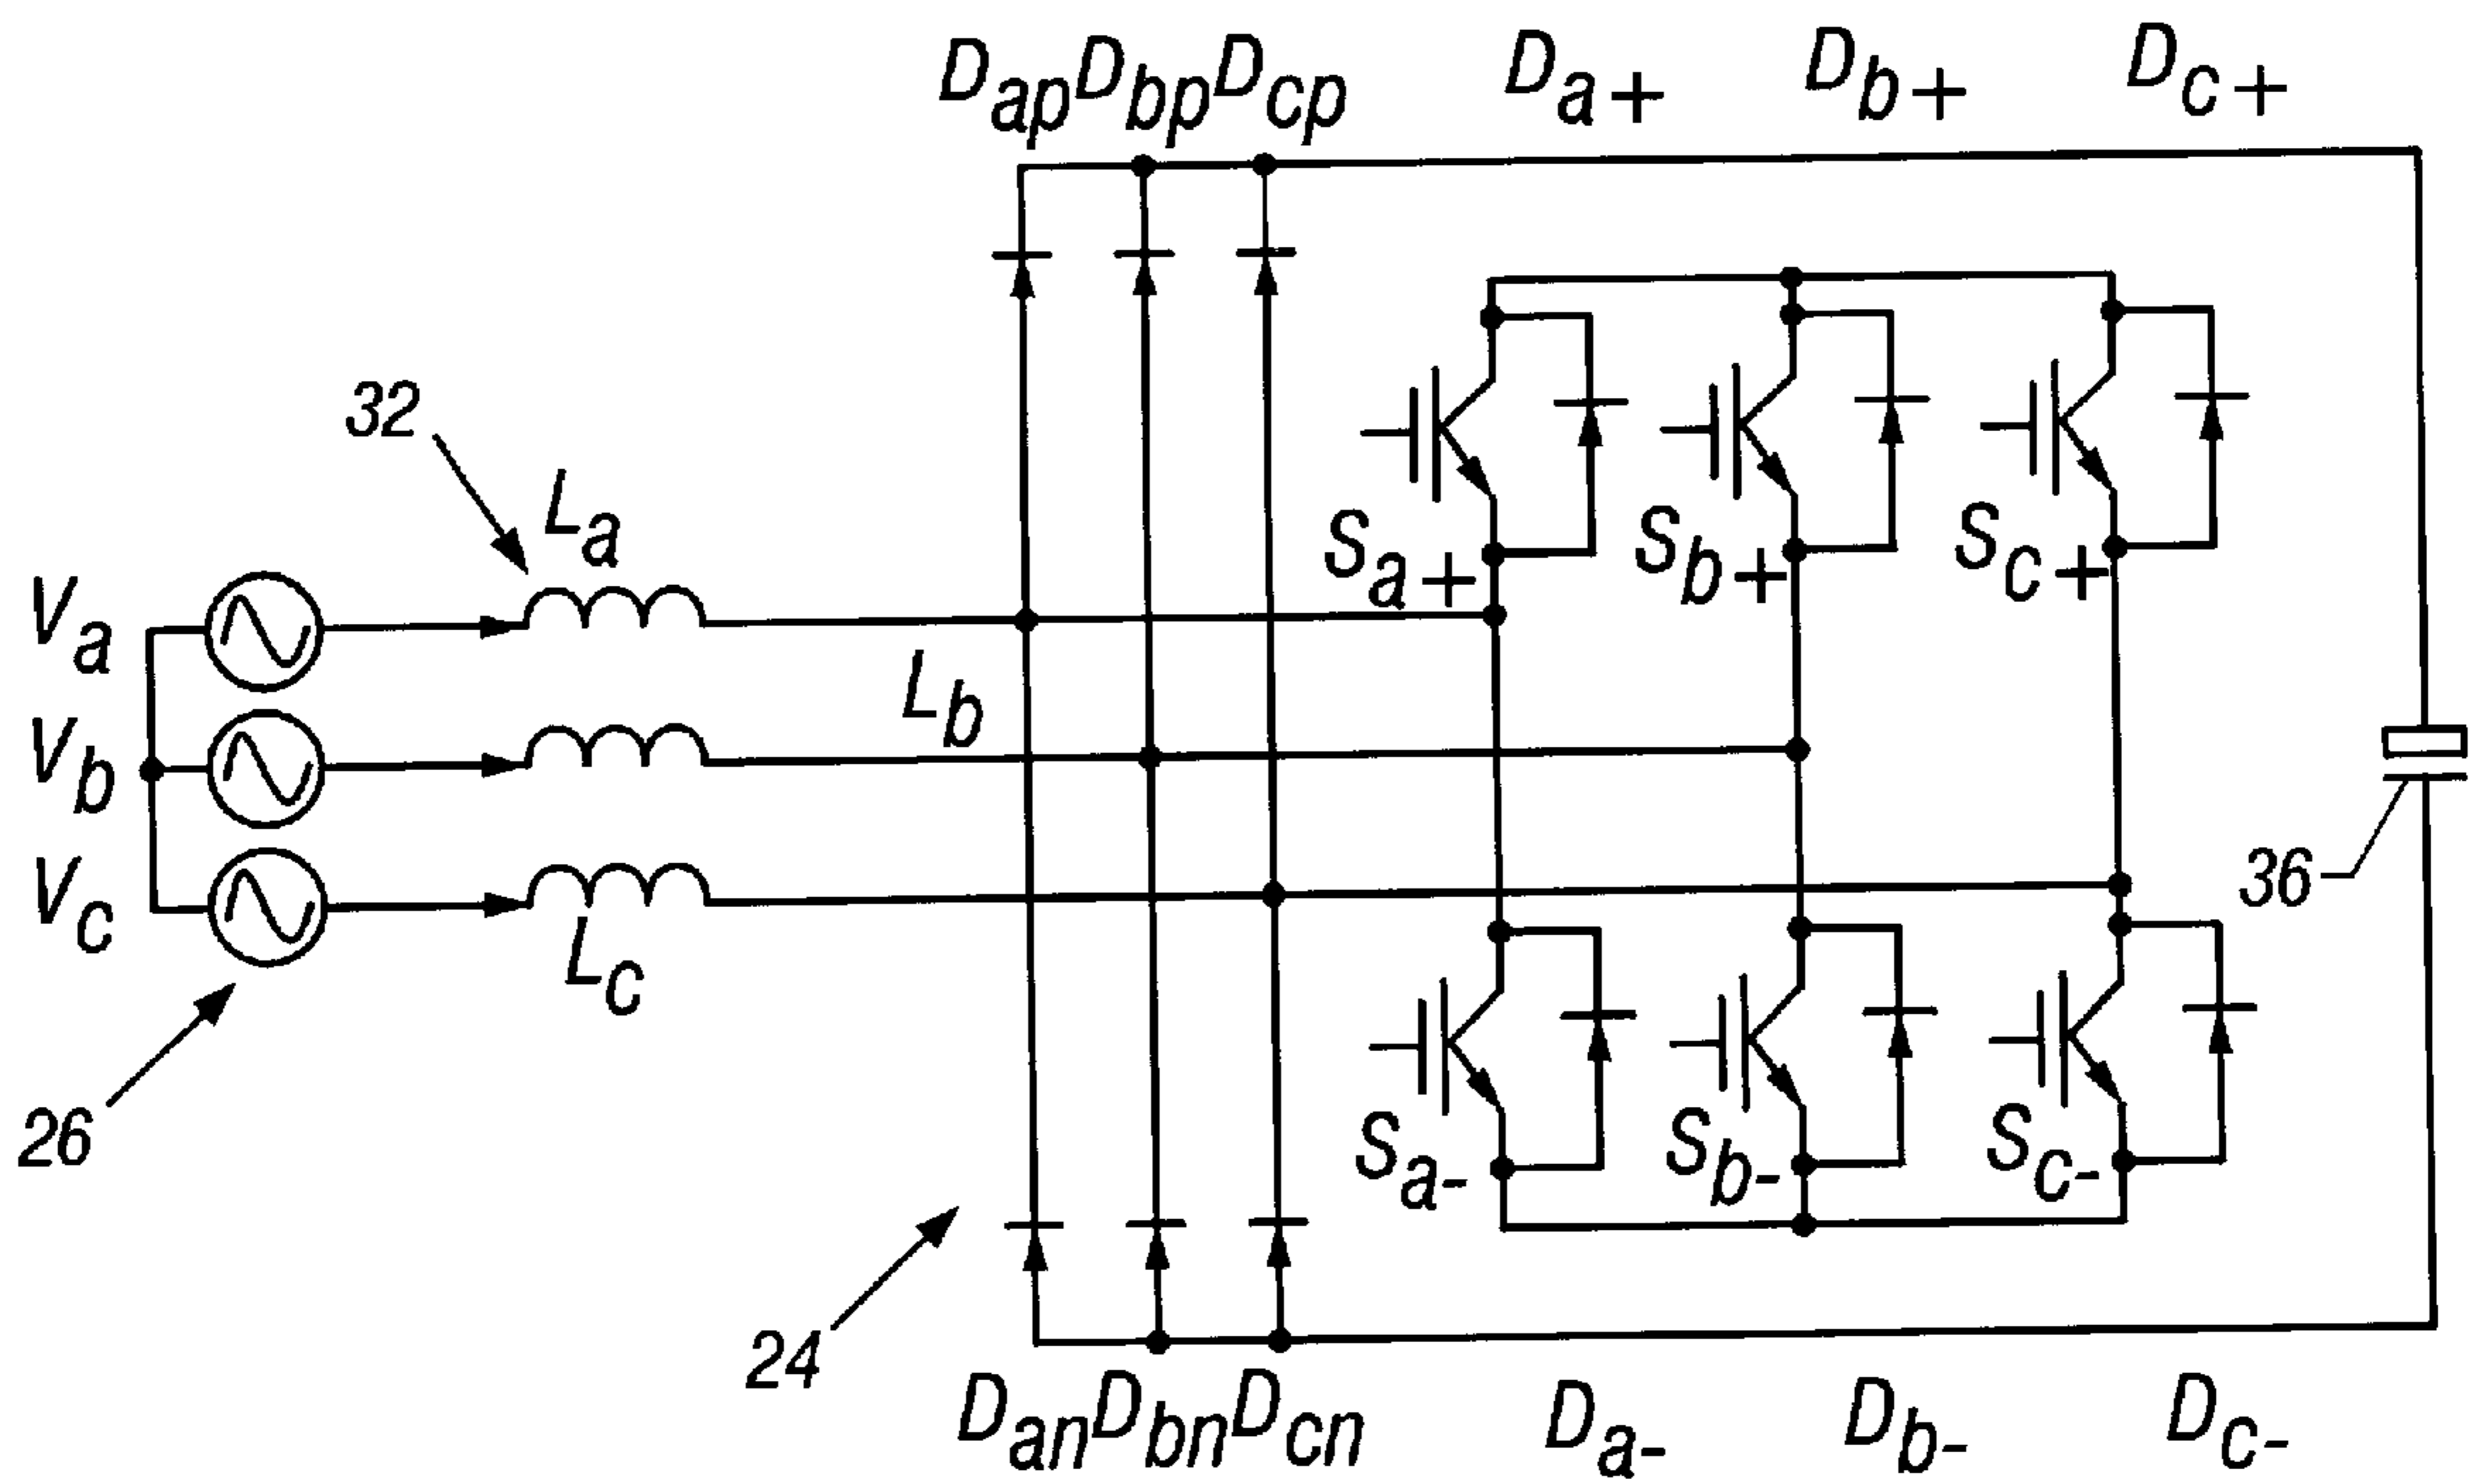 Dap Dbp Dcp Da+ Db+ Dc+
32
La
Sa+ Sb+ Sc+
Va
Lb
Vb
36
Vc
Lc
26
Sa- Sb- Sc-
24
Dan Dbn Dcn Da- Db- Dc-